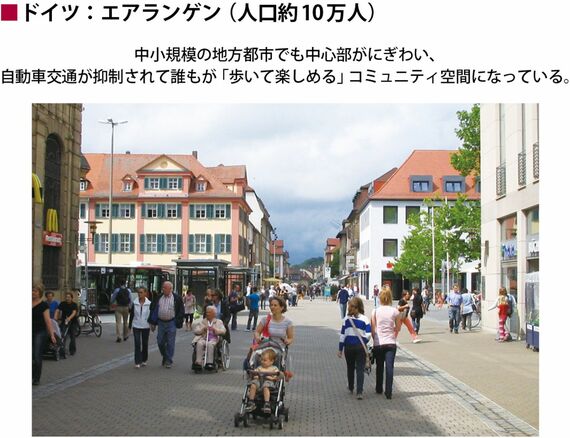 ■ドイツ：エアランゲン（人口約10万人）
中小規模の地方都市でも中心部がにぎわい、
自動車交通が抑制されて誰もが「歩いて楽しめる」コミュニティ空間になっている。